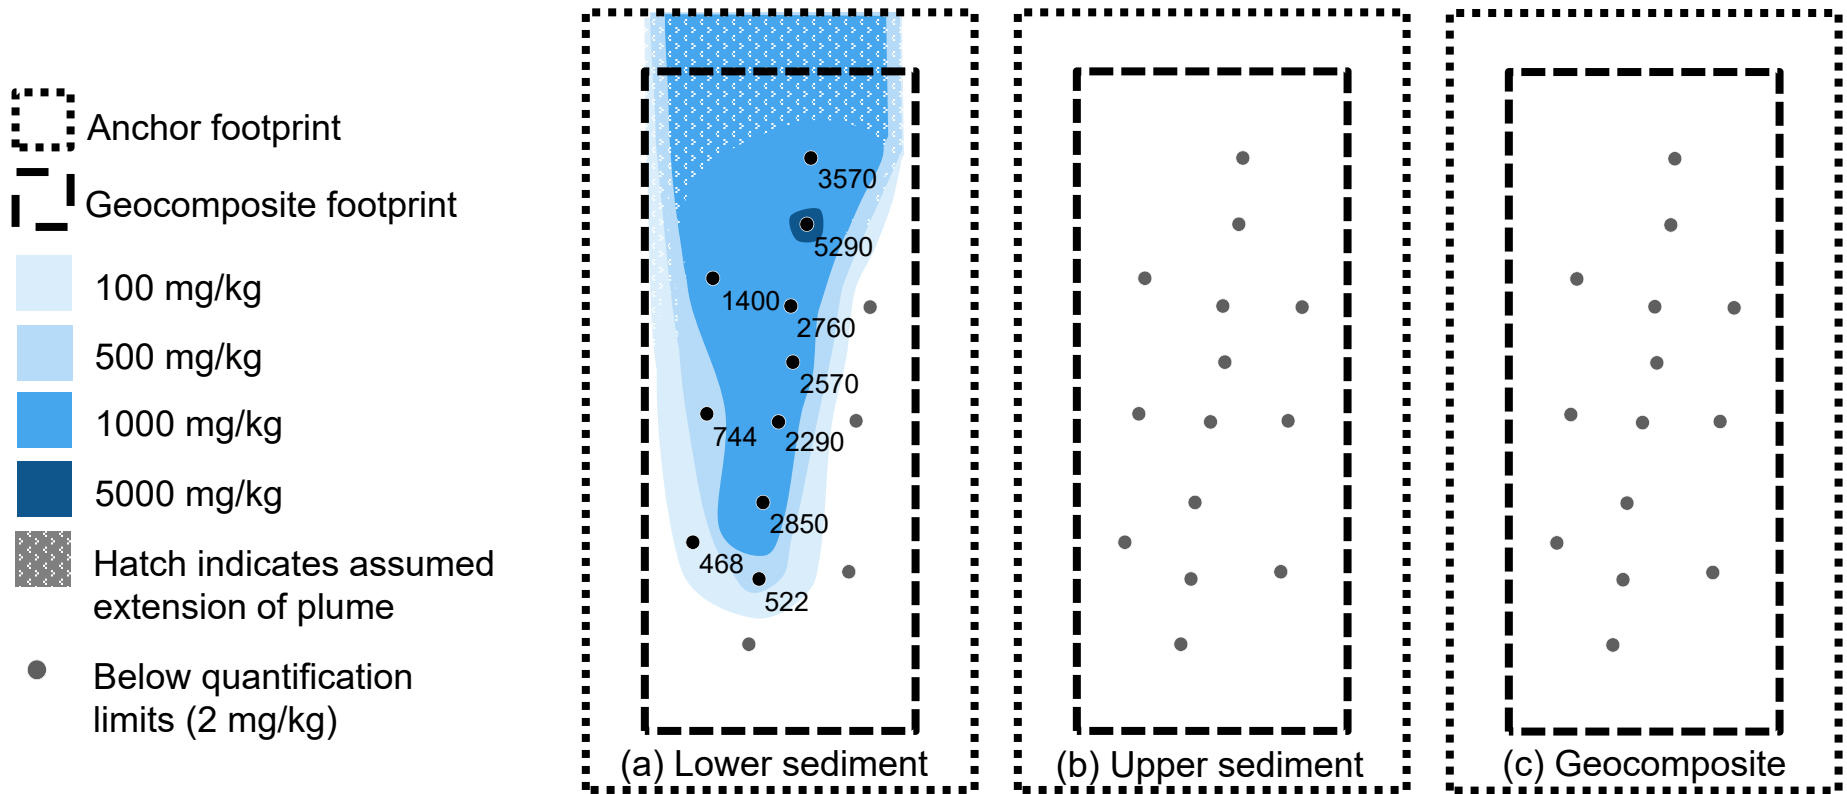 Anchor footprint
Geocomposite footprint
100 mg/kg
500 mg/kg
1000 mg/kg
5000 mg/kg
Hatch indicates assumed
extension of plume
Below quantification
limits (2 mg/kg)
3570
5290
1400
2760
2570
744
2290
2850
468
522
(a) Lower sediment
(b) Upper sediment
(c) Geocomposite